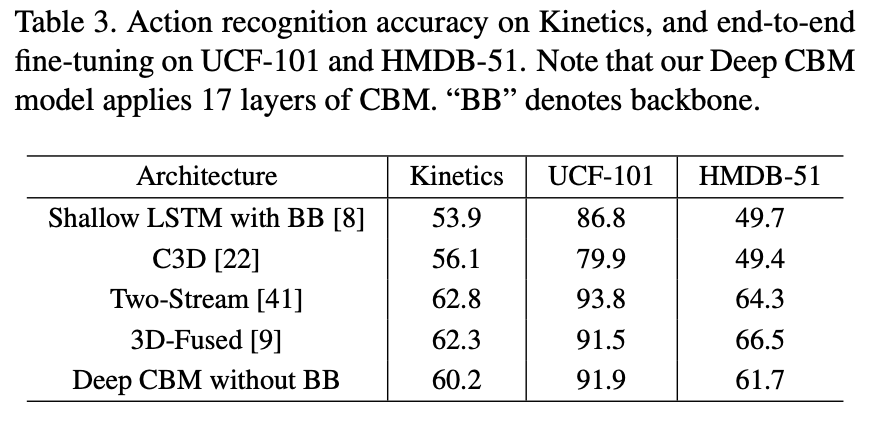 Table 3. Action recognition accuracy on Kinetics, and end-to-end
fine-tuning on UCF-101 and HMDB-51. Note that our Deep CBM
model applies 17 layers of CBM. “BB” denotes backbone.
Architecture Kinetics UCF-101 HMDB-51
Shallow LSTM with BB [8] 53.9 86.8 49.7
C3D [22] 56.1 79.9 49.4
Two-Stream [41] 62.8 93.8 64.3
3D-Fused [9] 62.3 91.5 66.5
Deep CBM without BB 60.2 91.9 61.7